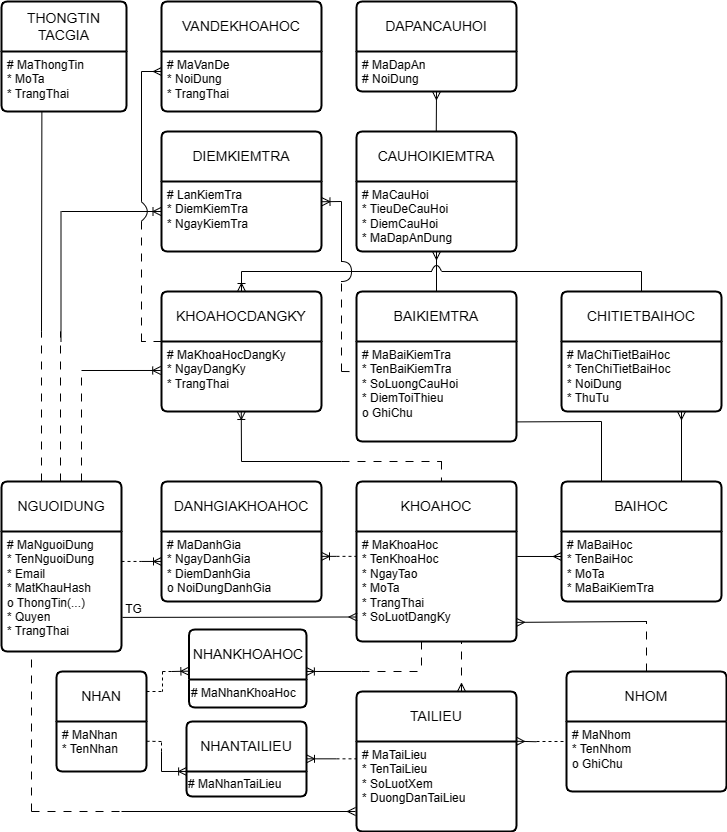 THONGTIN
TACGIA
# MaThongTin
* MoTa
* TrangThai
VANDEKHOAHOC
# MaVanDe
* NoiDung
* TrangThai
DAPANCAUHOI
# MaDapAn
# NoiDung
DIEMKIEMTRA
# LanKiemTra
* DiemKiemTra
* NgayKiemTra
CAUHOIKIEMTRA
# MaCauHoi
* TieuDeCauHoi
* DiemCauHoi
* MaDapAnDung
KHOAHOCDANGKY
# MaKhoaHocDangKy
* NgayDangKy
* TrangThai
BAIKIEMTRA
# MaBaiKiemTra
* TenBaiKiemTra
* SoLuongCauHoi
* DiemToiThieu
o GhiChu
CHITIETBAIHOC
# MaChiTietBaiHoc
* TenChiTietBaiHoc
* NoiDung
* ThuTu
NGUOIDUNG
# MaNguoiDung
* TenNguoiDung
* Email
* MatKhauHash
o ThongTin(...)
* Quyen
* TrangThai
DANHGIAKHOAHOC
# MaDanhGia
* NgayDanhGia
* DiemDanhGia
o NoiDungDanhGia
KHOAHOC
# MaKhoaHoc
* TenKhoaHoc
* NgayTao
* MoTa
* TrangThai
* SoLuotDangKy
BAIHOC
# MaBaiHoc
* TenBaiHoc
* MoTa
* MaBaiKiemTra
TG
NHANKHOAHOC
# MaNhanKhoaHoc
NHAN
# MaNhan
* TenNhan
NHANTAILIEU
# MaNhanTaiLieu
TAILIEU
# MaTaiLieu
* TenTaiLieu
* SoLuotXem
* DuongDanTaiLieu
NHOM
# MaNhom
* TenNhom
o GhiChu